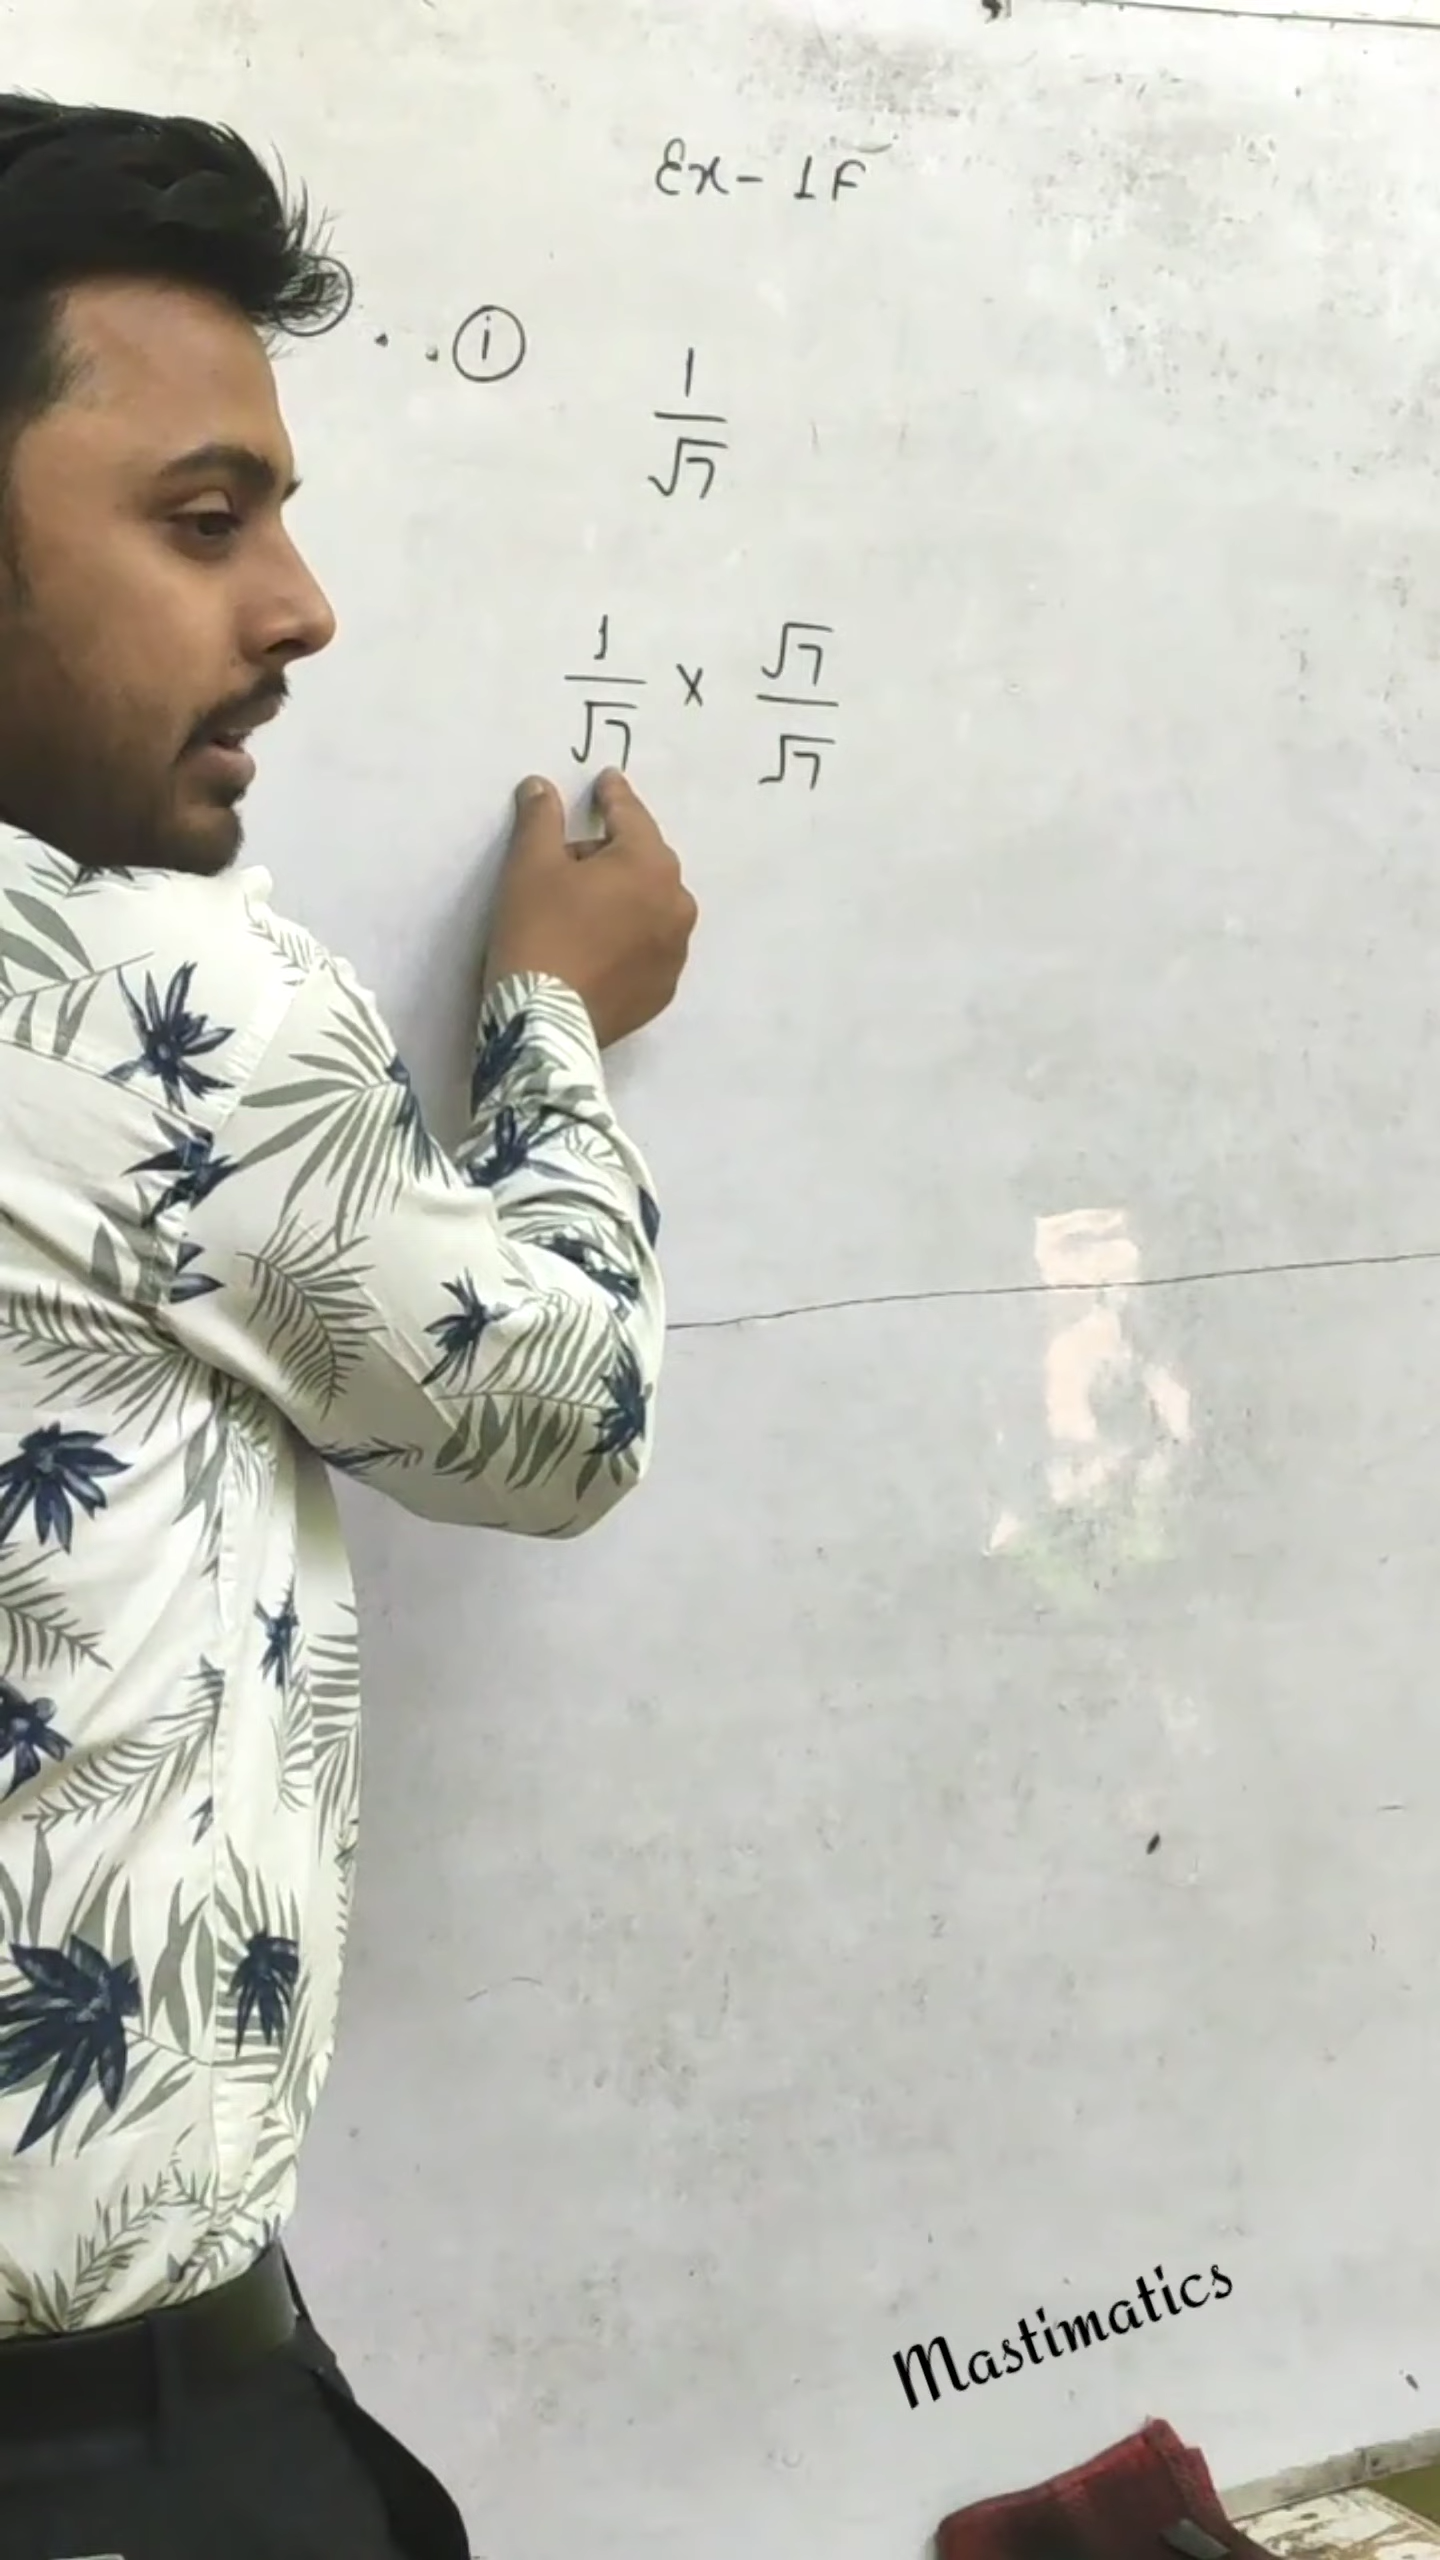 Ex - 1F
i
1/√7
1/√7 × √7/√7
Mastimatics